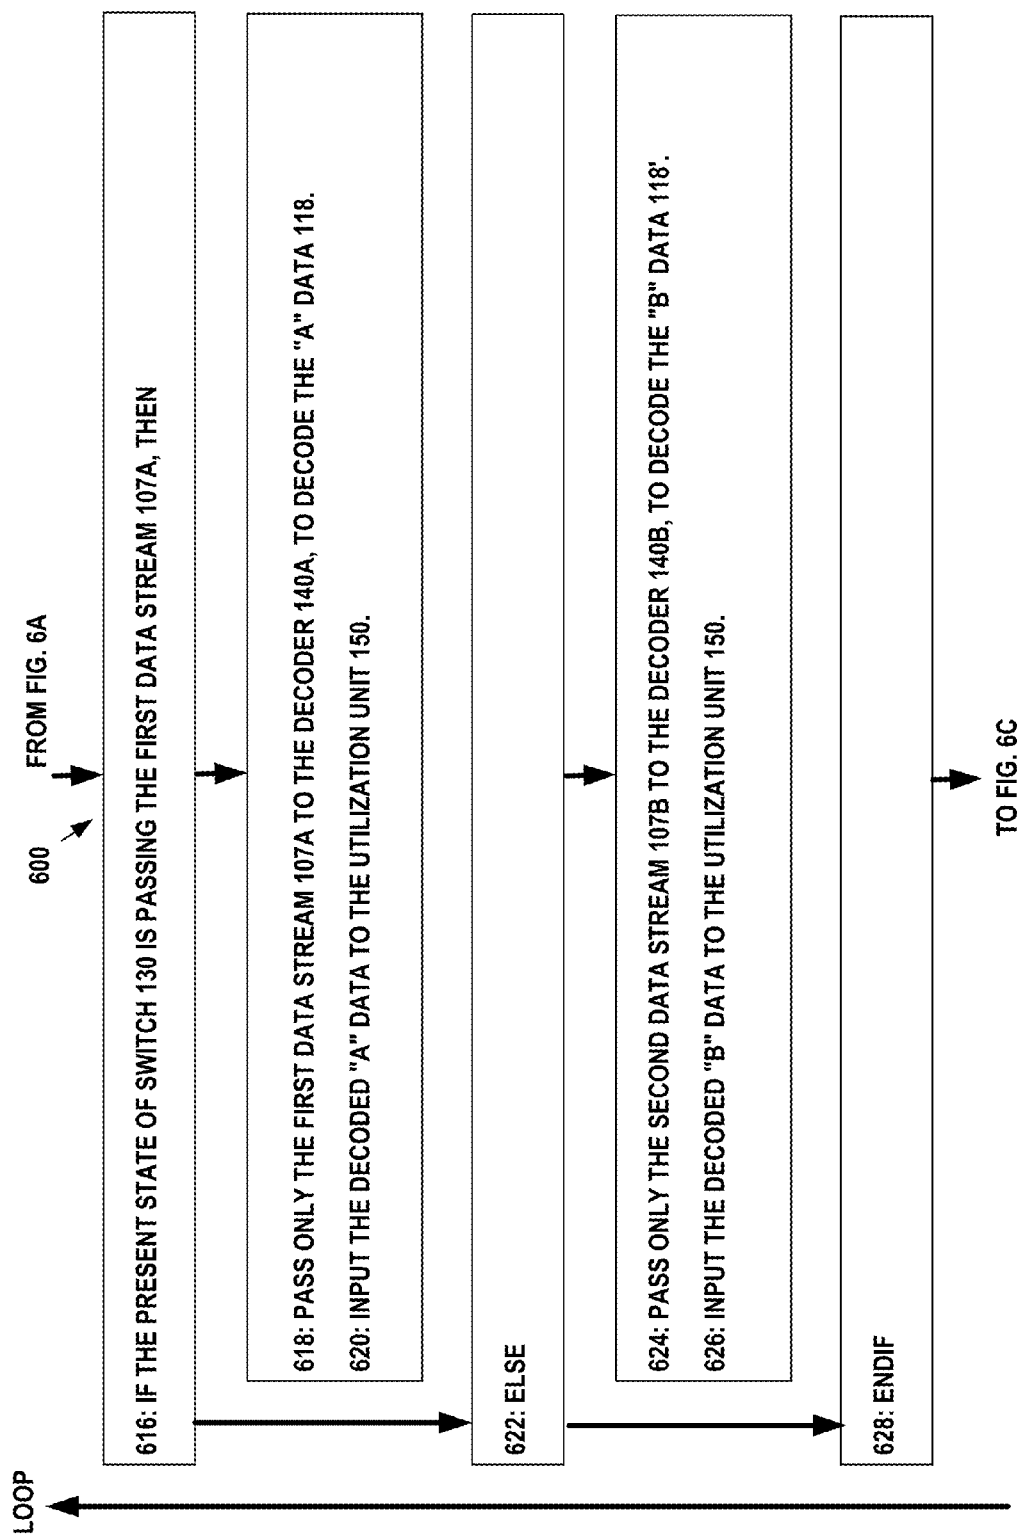 LOOP
600
FROM FIG. 6A
616: IF THE PRESENT STATE OF SWITCH 130 IS PASSING THE FIRST DATA STREAM 107A, THEN
618: PASS ONLY THE FIRST DATA STREAM 107A TO THE DECODER 140A, TO DECODE THE "A" DATA 118.
620: INPUT THE DECODED "A" DATA TO THE UTILIZATION UNIT 150.
622: ELSE
624: PASS ONLY THE SECOND DATA STREAM 107B TO THE DECODER 140B, TO DECODE THE "B" DATA 118'.
626: INPUT THE DECODED "B" DATA TO THE UTILIZATION UNIT 150.
628: ENDIF
TO FIG. 6C